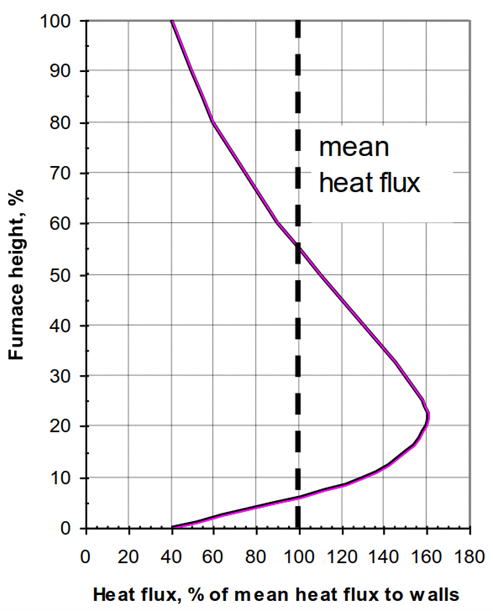 100
90
80
70
60
50
40
30
20
10
0
mean
heat flux
Furnace height, %
0 20 40 60 80 100 120 140 160 180
Heat flux, % of mean heat flux to walls